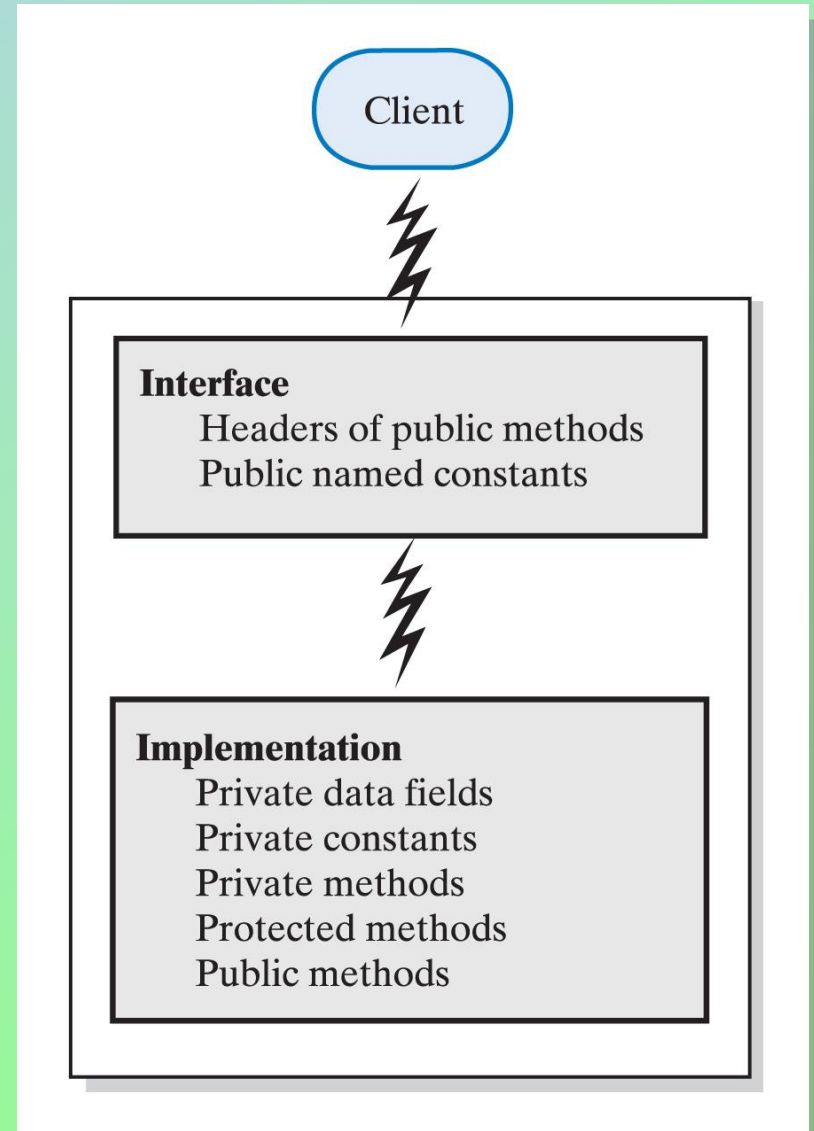 Client
Interface
Headers of public methods
Public named constants
Implementation
Private data fields
Private constants
Private methods
Protected methods
Public methods